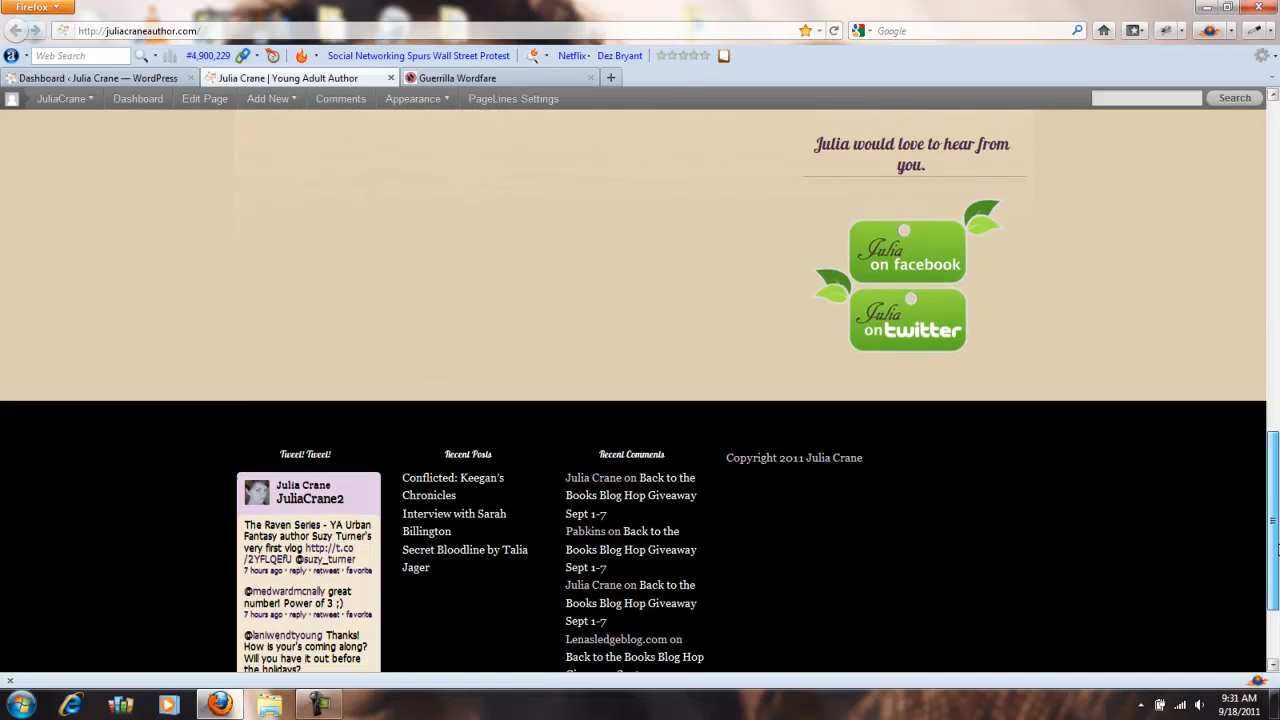 Firefox
http://juliacraneauthor.com/
Google
Web Search
#4,900,229
Social Networking Spurs Wall Street Protest
Netflix
Dez Bryant
Dashboard ‹ Julia Crane — WordPress
Julia Crane | Young Adult Author
Guerrilla Wordfare
JuliaCrane
Dashboard
Edit Page
Add New
Comments
Appearance
PageLines Settings
Search
Julia would love to hear from
you.
Julia
on facebook
Julia
on twitter
Tweet! Tweet!
Julia Crane
JuliaCrane2
The Raven Series - YA Urban
Fantasy author Suzy Turner's
very first vlog http://t.co
/2YFLQEfU @suzy_turner
7 hours ago · reply · retweet · favorite
@medwardmcnally great
number! Power of 3 ;)
7 hours ago · reply · retweet · favorite
@laniwendtyoung Thanks!
How is your's coming along?
Will you have it out before
the holidays?
Recent Posts
Conflicted: Keegan's
Chronicles
Interview with Sarah
Billington
Secret Bloodline by Talia
Jager
Recent Comments
Julia Crane on Back to the
Books Blog Hop Giveaway
Sept 1-7
Pabkins on Back to the
Books Blog Hop Giveaway
Sept 1-7
Julia Crane on Back to the
Books Blog Hop Giveaway
Sept 1-7
Lenasledgeblog.com on
Back to the Books Blog Hop
Copyright 2011 Julia Crane
9:31 AM
9/18/2011